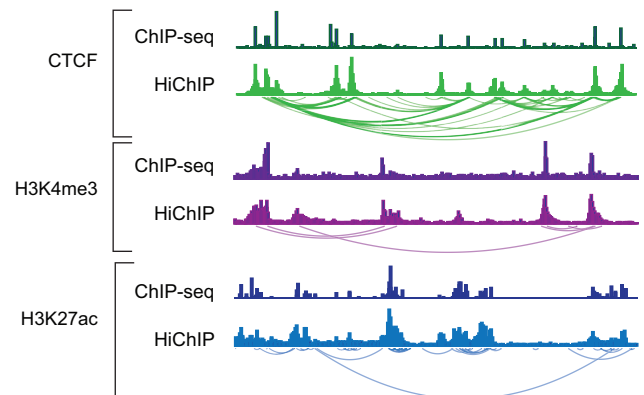 CTCF
ChIP-seq
HiChIP
H3K4me3
ChIP-seq
HiChIP
H3K27ac
ChIP-seq
HiChIP